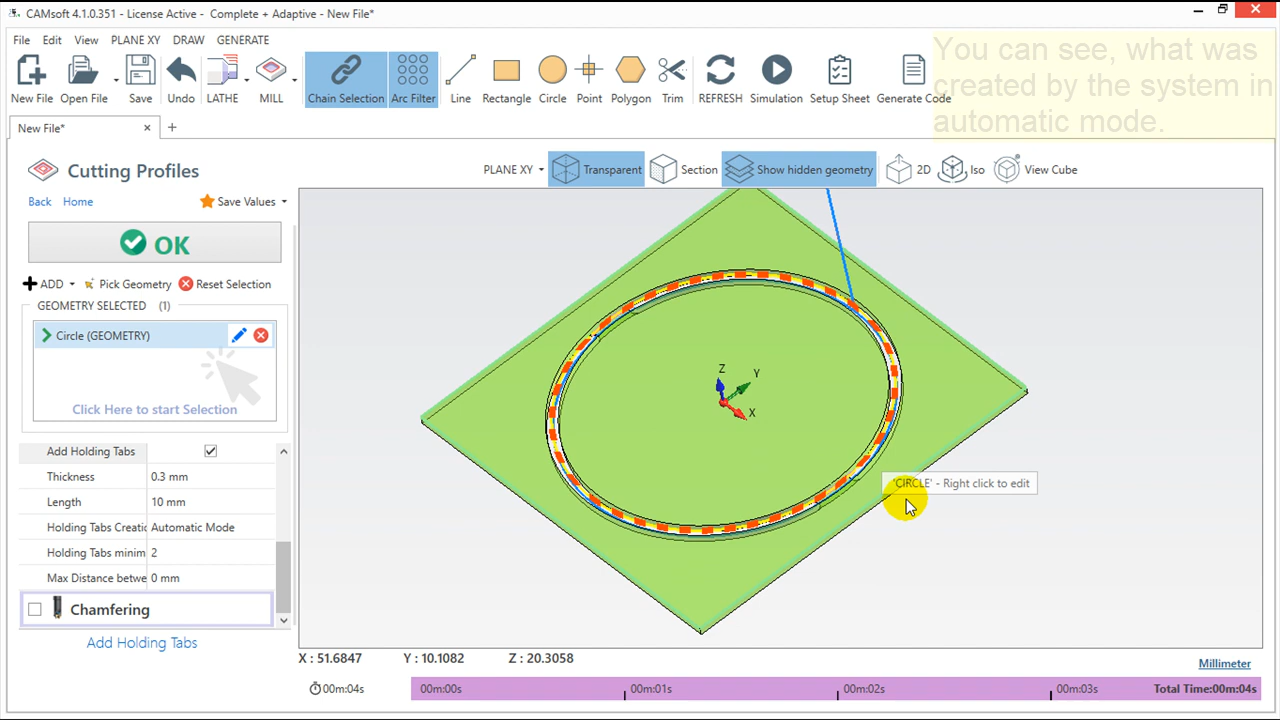 CAMsoft 4.1.0.351 - License Active - Complete + Adaptive - New File*
File Edit View PLANE XY DRAW GENERATE
You can see, what was
created by the system in
automatic mode.
New File Open File Save Undo LATHE MILL Chain Selection Arc Filter Line Rectangle Circle Point Polygon Trim REFRESH Simulation Setup Sheet Generate Code
New File*
Cutting Profiles
PLANE XY Transparent Section Show hidden geometry 2D Iso View Cube
Back Home Save Values
OK
ADD Pick Geometry Reset Selection
GEOMETRY SELECTED (1)
Circle (GEOMETRY)
Click Here to start Selection
Add Holding Tabs
Thickness 0.3 mm
Length 10 mm
Holding Tabs Creatic Automatic Mode
Holding Tabs minim 2
Max Distance betwe 0 mm
Chamfering
Add Holding Tabs
Z
Y
X
'CIRCLE' - Right click to edit
X : 51.6847 Y : 10.1082 Z : 20.3058
Millimeter
00m:04s 00m:00s 00m:01s 00m:02s 00m:03s Total Time:00m:04s